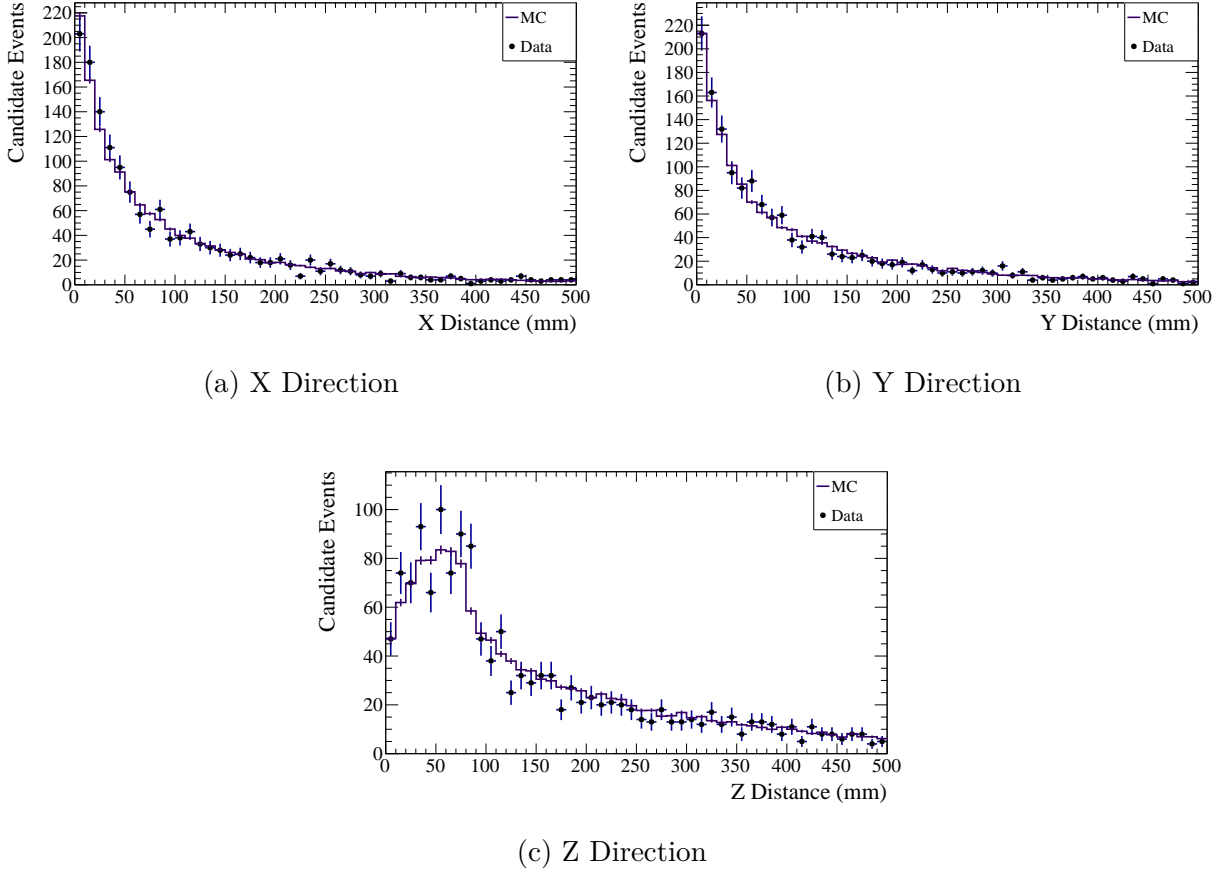 220
200
180
160
140
120
100
80
60
40
20
0
Candidate Events
MC
Data
0 50 100 150 200 250 300 350 400 450 500
X Distance (mm)
(a) X Direction
220
200
180
160
140
120
100
80
60
40
20
0
Candidate Events
MC
Data
0 50 100 150 200 250 300 350 400 450 500
Y Distance (mm)
(b) Y Direction
100
80
60
40
20
0
Candidate Events
MC
Data
0 50 100 150 200 250 300 350 400 450 500
Z Distance (mm)
(c) Z Direction